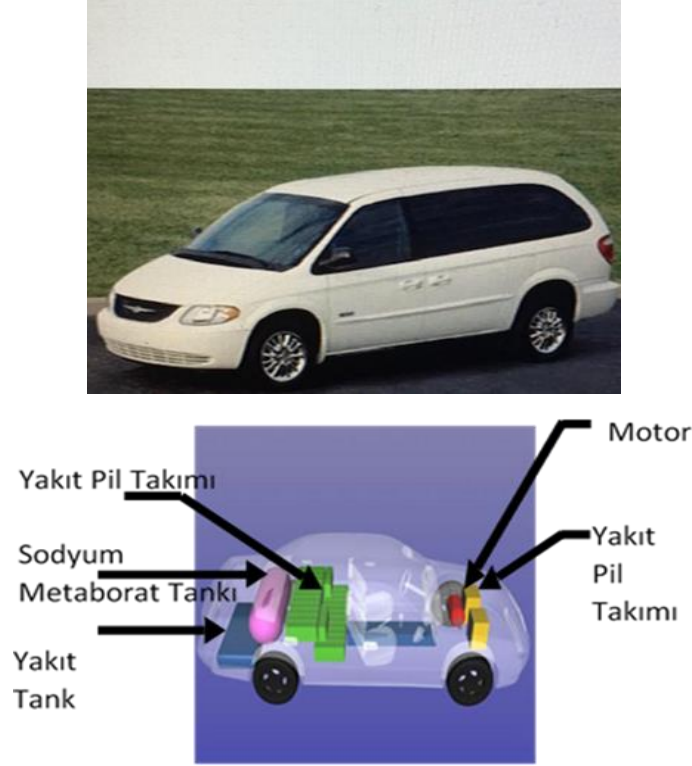 Motor
Yakıt Pil Takımı
Yakıt
Pil
Takımı
Sodyum
Metaborat Tankı
Yakıt
Tank